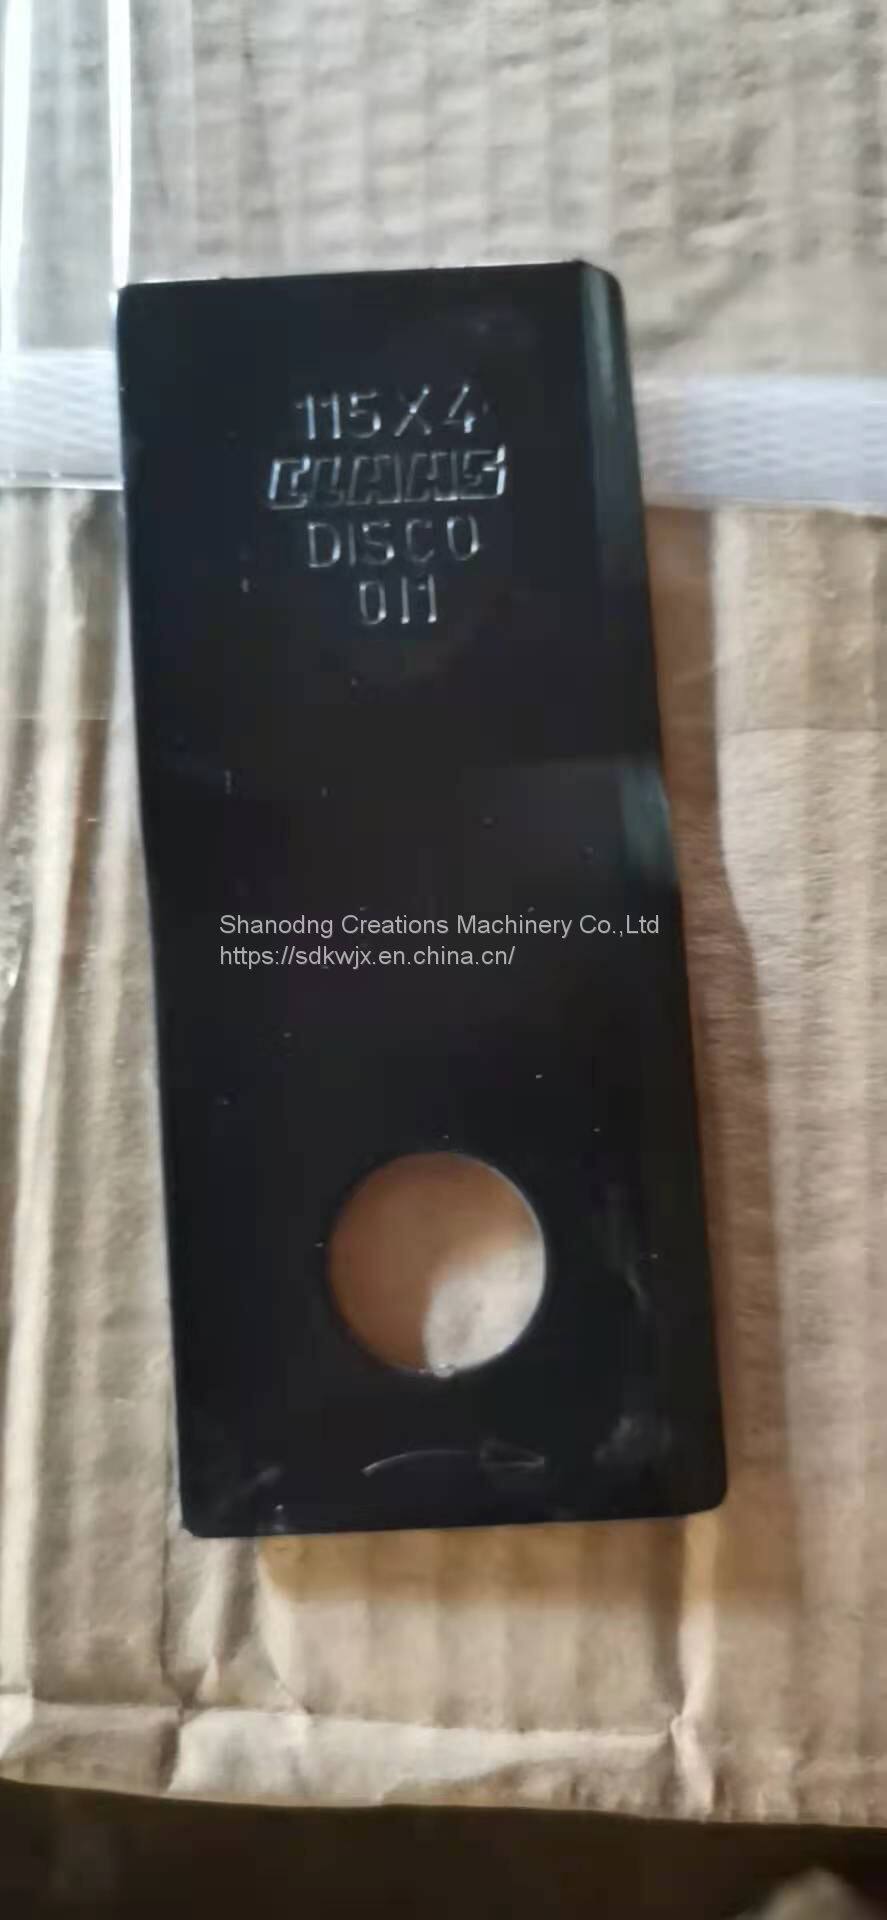 115X4
CLAAS
DISCO
011
Shanodng Creations Machinery Co.,Ltd
https://sdkwjx.en.china.cn/